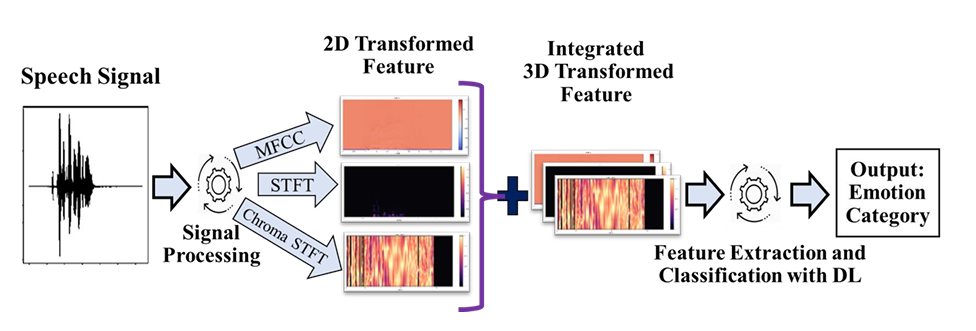 Speech Signal
Signal
Processing
MFCC
STFT
Chroma STFT
2D Transformed
Feature
Integrated
3D Transformed
Feature
Feature Extraction and
Classification with DL
Output:
Emotion
Category